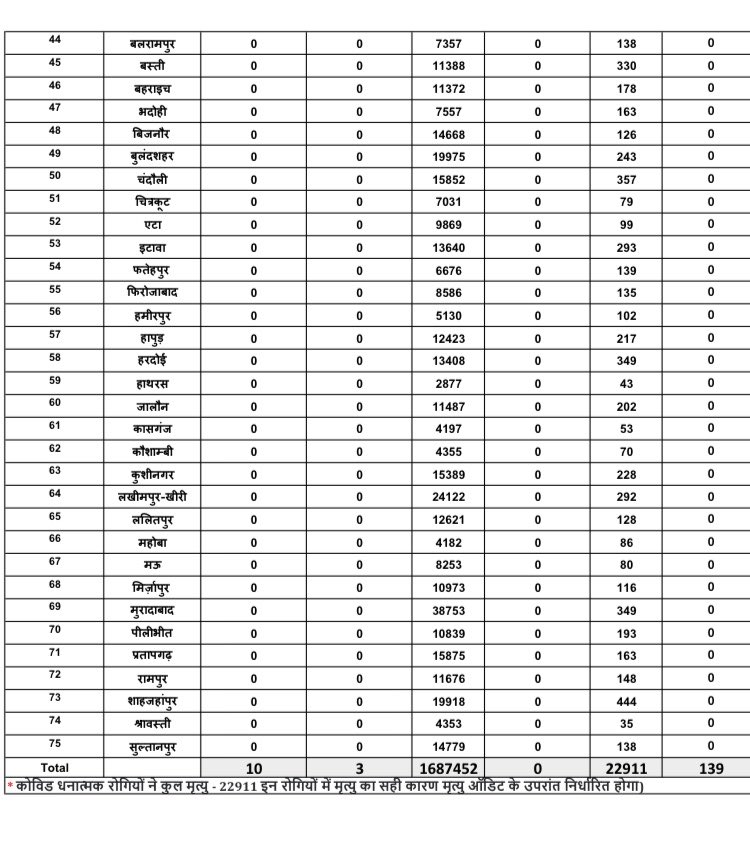 44 बलरामपुर 0 0 7357 0 138 0
45 बस्ती 0 0 11388 0 330 0
46 बहराइच 0 0 11372 0 178 0
47 भदोही 0 0 7557 0 163 0
48 बिजनौर 0 0 14668 0 126 0
49 बुलंदशहर 0 0 19975 0 243 0
50 चंदौली 0 0 15852 0 357 0
51 चित्रकूट 0 0 7031 0 79 0
52 एटा 0 0 9869 0 99 0
53 इटावा 0 0 13640 0 293 0
54 फतेहपुर 0 0 6676 0 139 0
55 फिरोजाबाद 0 0 8586 0 135 0
56 हमीरपुर 0 0 5130 0 102 0
57 हापुड़ 0 0 12423 0 217 0
58 हरदोई 0 0 13408 0 349 0
59 हाथरस 0 0 2877 0 43 0
60 जालौन 0 0 11487 0 202 0
61 कासगंज 0 0 4197 0 53 0
62 कौशाम्बी 0 0 4355 0 70 0
63 कुशीनगर 0 0 15389 0 228 0
64 लखीमपुर-खीरी 0 0 24122 0 292 0
65 ललितपुर 0 0 12621 0 128 0
66 महोबा 0 0 4182 0 86 0
67 मऊ 0 0 8253 0 80 0
68 मिर्ज़ापुर 0 0 10973 0 116 0
69 मुरादाबाद 0 0 38753 0 349 0
70 पीलीभीत 0 0 10839 0 193 0
71 प्रतापगढ़ 0 0 15875 0 163 0
72 रामपुर 0 0 11676 0 148 0
73 शाहजहांपुर 0 0 19918 0 444 0
74 श्रावस्ती 0 0 4353 0 35 0
75 सुल्तानपुर 0 0 14779 0 138 0
Total 10 3 1687452 0 22911 139
* कोविड धनात्मक रोगियों ने कुल मृत्यु - 22911 इन रोगियों में मृत्यु का सही कारण मृत्यु ऑडिट के उपरांत निर्धारित होगा)